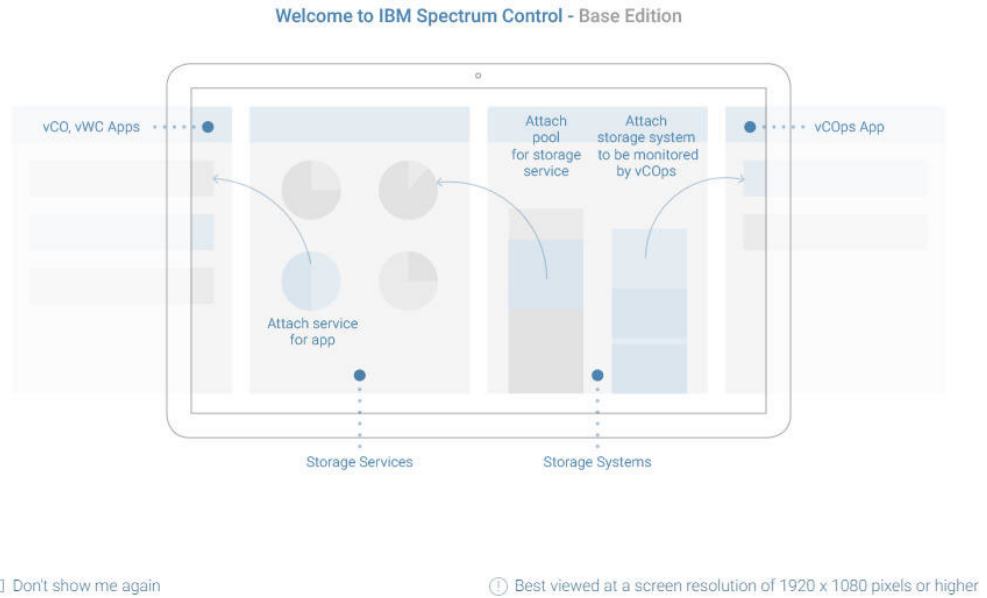 Welcome to IBM Spectrum Control - Base Edition
vCO, vWC Apps
Attach
pool
for storage
service
Attach
storage system
to be monitored
by vCOps
vCOps App
Attach service
for app
Storage Services
Storage Systems
Don't show me again
Best viewed at a screen resolution of 1920 x 1080 pixels or higher